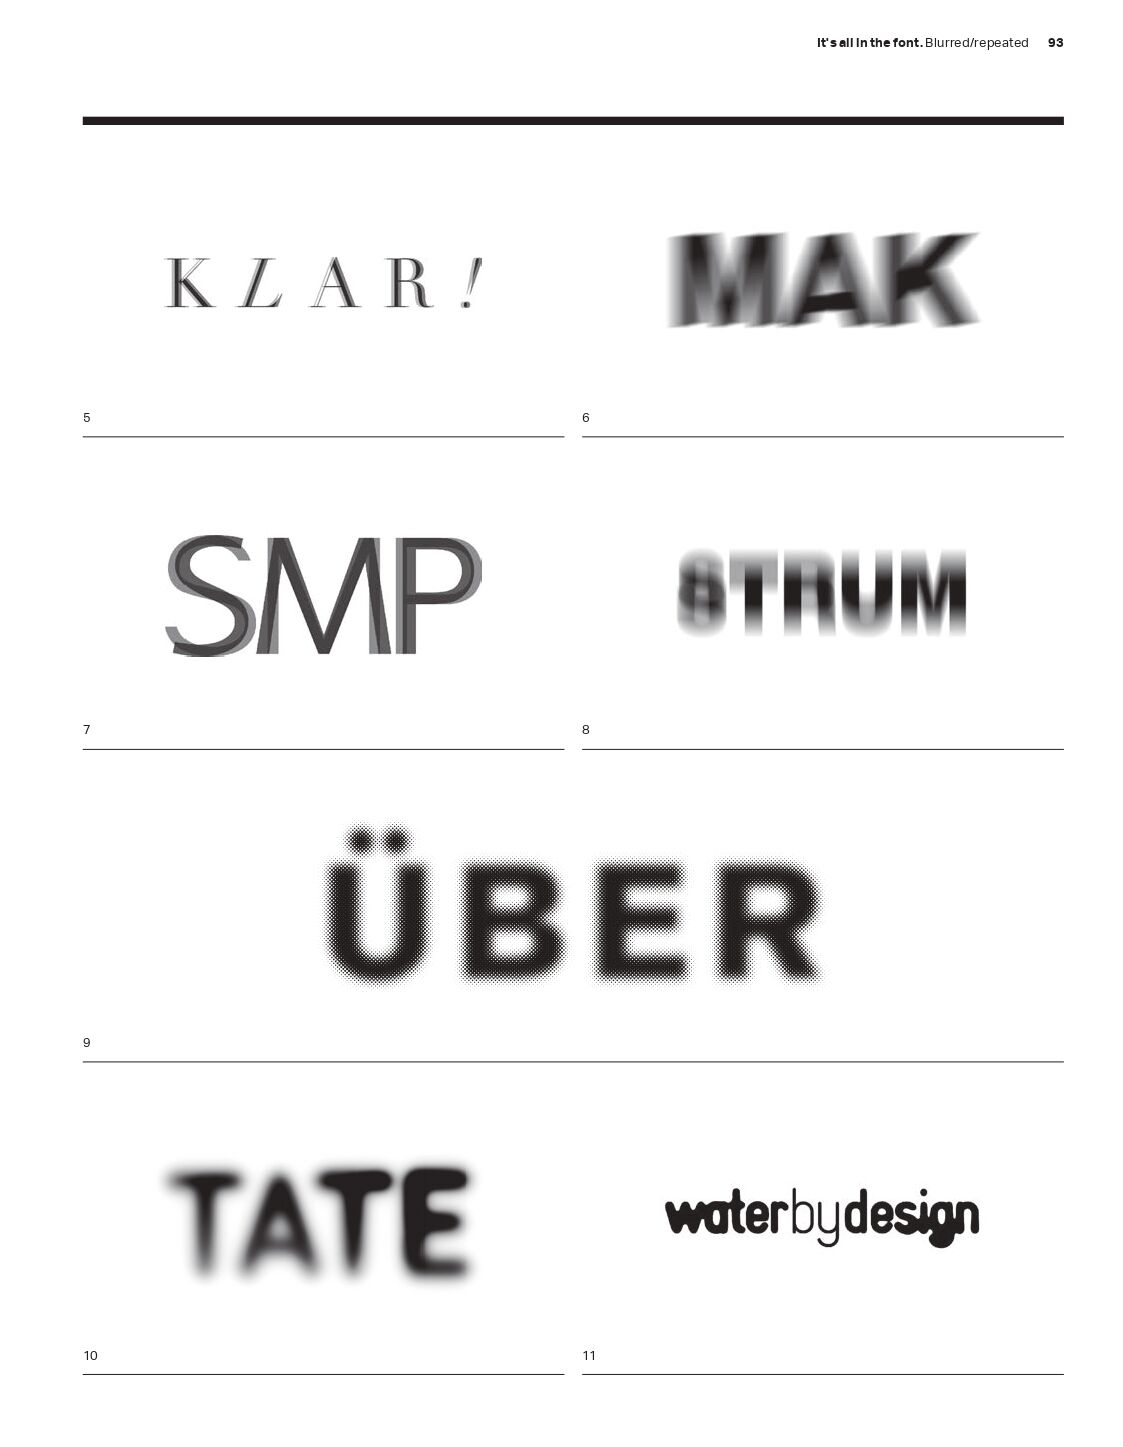 It's all in the font. Blurred/repeated 93
KLAR!
MAK
5
6
SMP
STRUM
7
8
ÜBER
9
TATE
waterbydesign
10
11